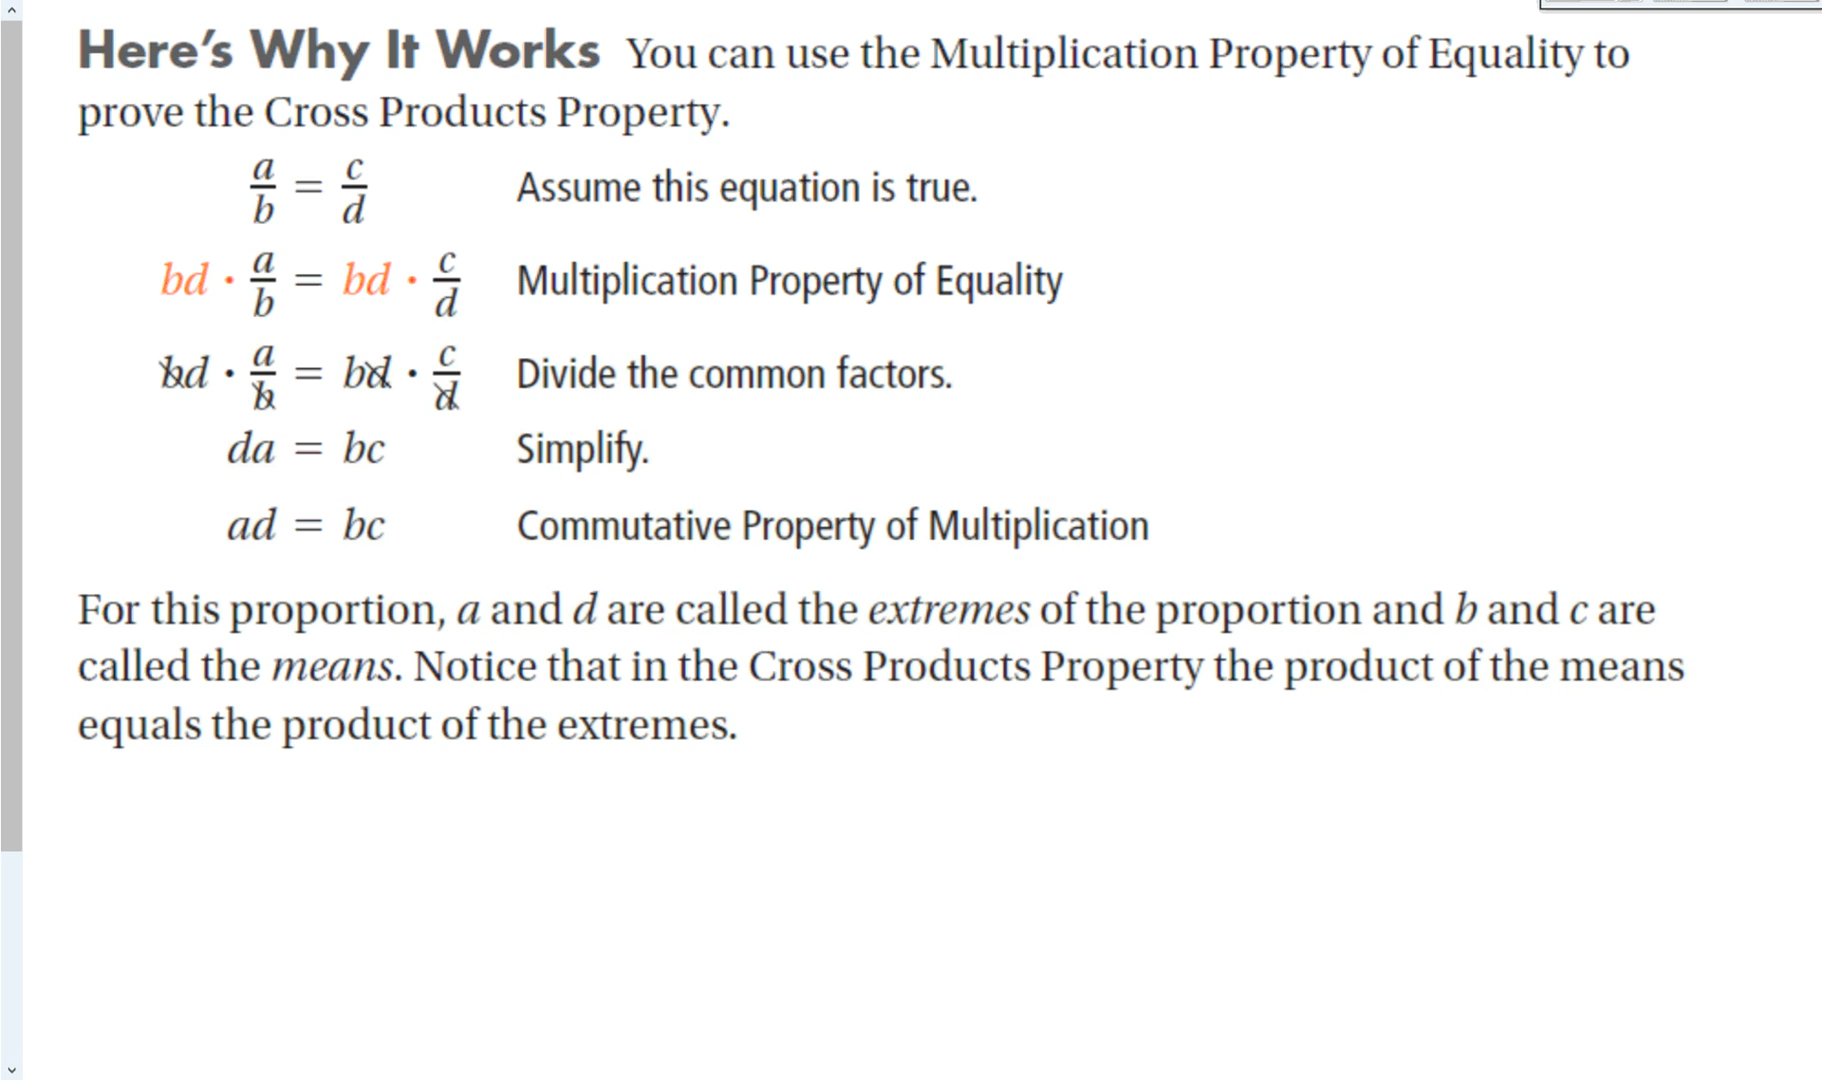 Here's Why It Works You can use the Multiplication Property of Equality to
prove the Cross Products Property.
a/b = c/d Assume this equation is true.
bd · a/b = bd · c/d Multiplication Property of Equality
bd · a/b = bd · c/d Divide the common factors.
da = bc Simplify.
ad = bc Commutative Property of Multiplication
For this proportion, a and d are called the extremes of the proportion and b and c are
called the means. Notice that in the Cross Products Property the product of the means
equals the product of the extremes.